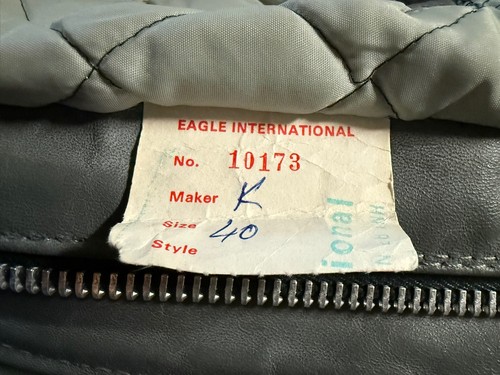 EAGLE INTERNATIONAL
No. 10173
Maker K
Size 40
Style
ional